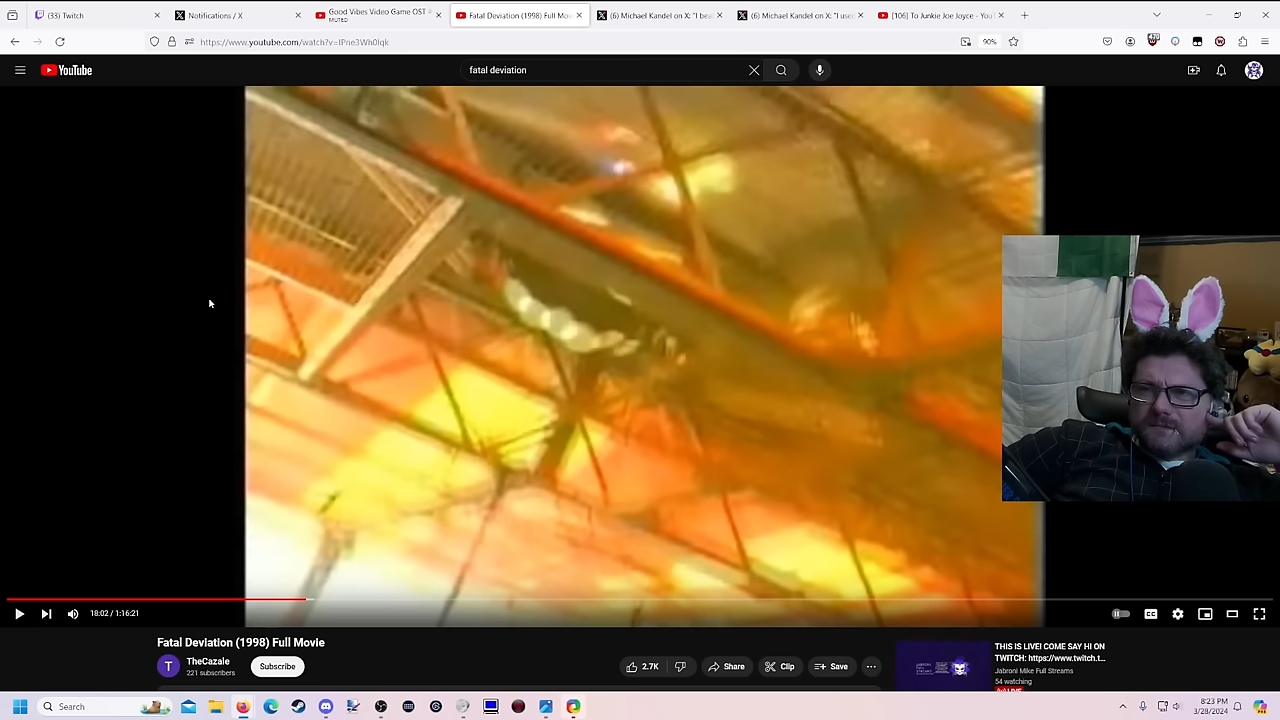 (33) Twitch
Notifications / X
Good Vibes Video Game OST
MUTED
Fatal Deviation (1998) Full Mo
(6) Michael Kandel on X: "I bea
(6) Michael Kandel on X: "I user
[106] To Junkie Joe Joyce - You
https://www.youtube.com/watch?v=IPne3Wh0lqk
90%
YouTube
fatal deviation
18:02 / 1:16:21
Fatal Deviation (1998) Full Movie
T
TheCazale
221 subscribers
Subscribe
2.7K
Share
Clip
Save
THIS IS LIVE! COME SAY HI ON
TWITCH: https://www.twitch.t...
Jabroni Mike Full Streams
54 watching
LIVE
Search
8:23 PM
3/28/2024